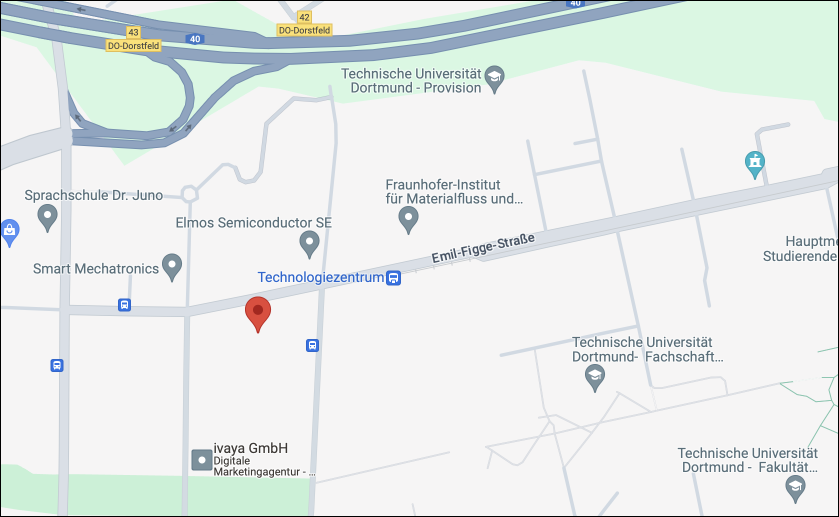 42
DO-Dorstfeld
40
43
DO-Dorstfeld
40
Technische Universität
Dortmund - Provision
Sprachschule Dr. Juno
Fraunhofer-Institut
für Materialfluss und...
Elmos Semiconductor SE
Emil-Figge-Straße
Hauptme
Studierende
Smart Mechatronics
Technologiezentrum
Technische Universität
Dortmund- Fachschaft...
ivaya GmbH
Digitale
Marketingagentur - ...
Technische Universität
Dortmund - Fakultät...